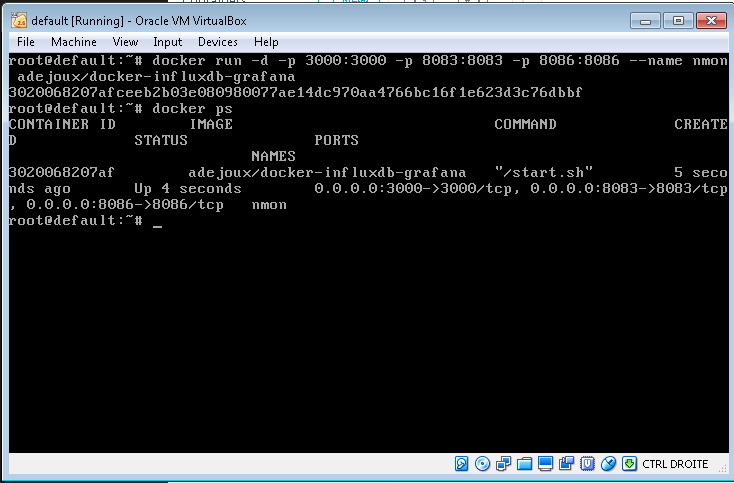 default [Running] - Oracle VM VirtualBox
File Machine View Input Devices Help
root@default:~# docker run -d -p 3000:3000 -p 8083:8083 -p 8086:8086 --name nmon
 adejoux/docker-influxdb-grafana
3020068207afceeb2b03e080980077ae14dc970aa4766bc16f1e623d3c76dbbf
root@default:~# docker ps
CONTAINER ID IMAGE COMMAND CREATE
D STATUS PORTS
NAMES
3020068207af adejoux/docker-influxdb-grafana "/start.sh" 5 seco
nds ago Up 4 seconds 0.0.0.0:3000->3000/tcp, 0.0.0.0:8083->8083/tcp
, 0.0.0.0:8086->8086/tcp nmon
root@default:~# _
CTRL DROITE